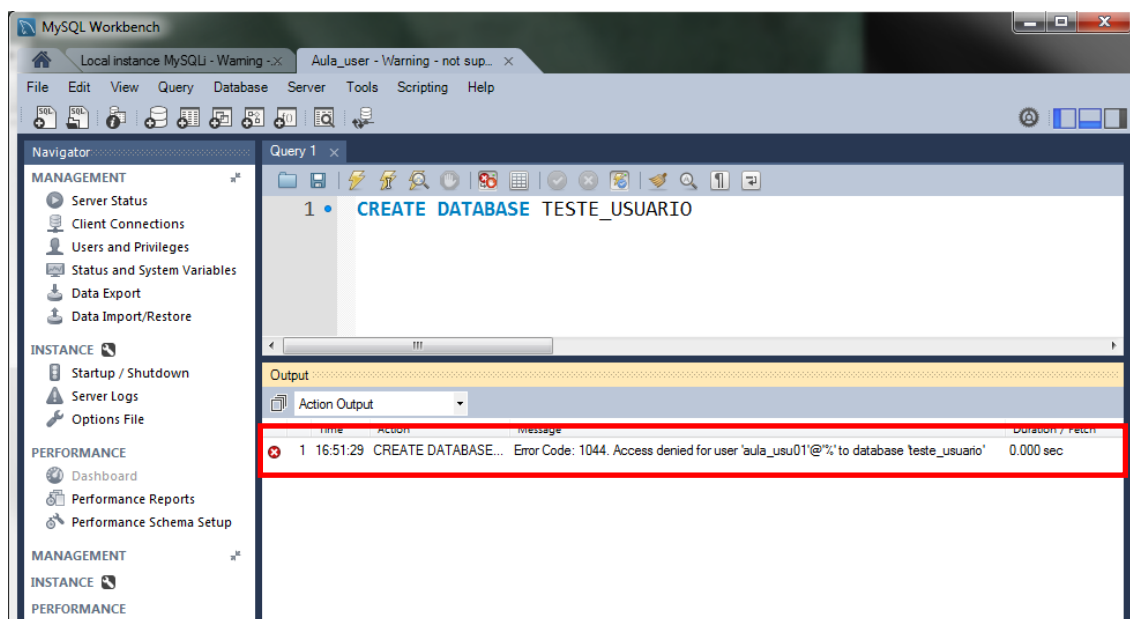 MySQL Workbench
Local instance MySQLi - Warning -
Aula_user - Warning - not sup...
File Edit View Query Database Server Tools Scripting Help
Navigator
Query 1
MANAGEMENT
Server Status
Client Connections
Users and Privileges
Status and System Variables
Data Export
Data Import/Restore
1 CREATE DATABASE TESTE_USUARIO
INSTANCE
Startup / Shutdown
Server Logs
Options File
Output
Action Output
Time Action Message Duration / Fetch
1 16:51:29 CREATE DATABASE... Error Code: 1044. Access denied for user 'aula_usu01'@'%' to database 'teste_usuario' 0.000 sec
PERFORMANCE
Dashboard
Performance Reports
Performance Schema Setup
MANAGEMENT
INSTANCE
PERFORMANCE